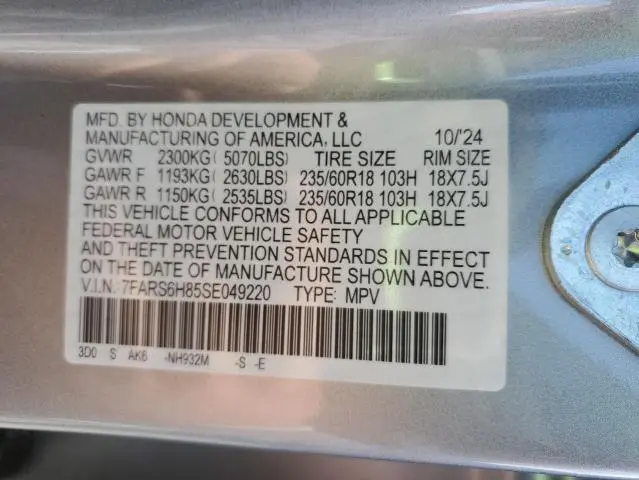 MFD. BY HONDA DEVELOPMENT &
MANUFACTURING OF AMERICA, LLC 10/'24
GVWR 2300KG ( 5070LBS) TIRE SIZE RIM SIZE
GAWR F 1193KG ( 2630LBS) 235/60R18 103H 18X7.5J
GAWR R 1150KG ( 2535LBS) 235/60R18 103H 18X7.5J
THIS VEHICLE CONFORMS TO ALL APPLICABLE
FEDERAL MOTOR VEHICLE SAFETY
AND THEFT PREVENTION STANDARDS IN EFFECT
ON THE DATE OF MANUFACTURE SHOWN ABOVE.
V.I.N. 7FARS6H85SE049220 TYPE: MPV
3D0 S AK6 -NH932M -S -E